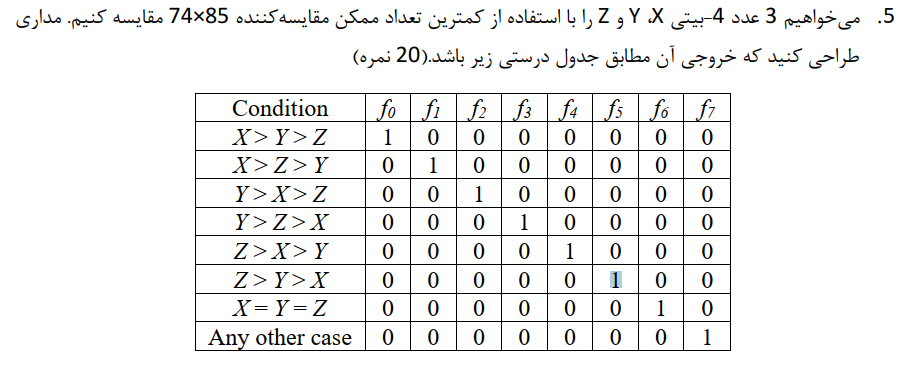 5. می‌خواهیم 3 عدد 4-بیتی X، Y و Z را با استفاده از کمترین تعداد ممکن مقایسه‌کننده 74×85 مقایسه کنیم. مداری
طراحی کنید که خروجی آن مطابق جدول درستی زیر باشد.(20 نمره)
Condition f0 f1 f2 f3 f4 f5 f6 f7
X > Y > Z 1 0 0 0 0 0 0 0
X > Z > Y 0 1 0 0 0 0 0 0
Y > X > Z 0 0 1 0 0 0 0 0
Y > Z > X 0 0 0 1 0 0 0 0
Z > X > Y 0 0 0 0 1 0 0 0
Z > Y > X 0 0 0 0 0 1 0 0
X = Y = Z 0 0 0 0 0 0 1 0
Any other case 0 0 0 0 0 0 0 1